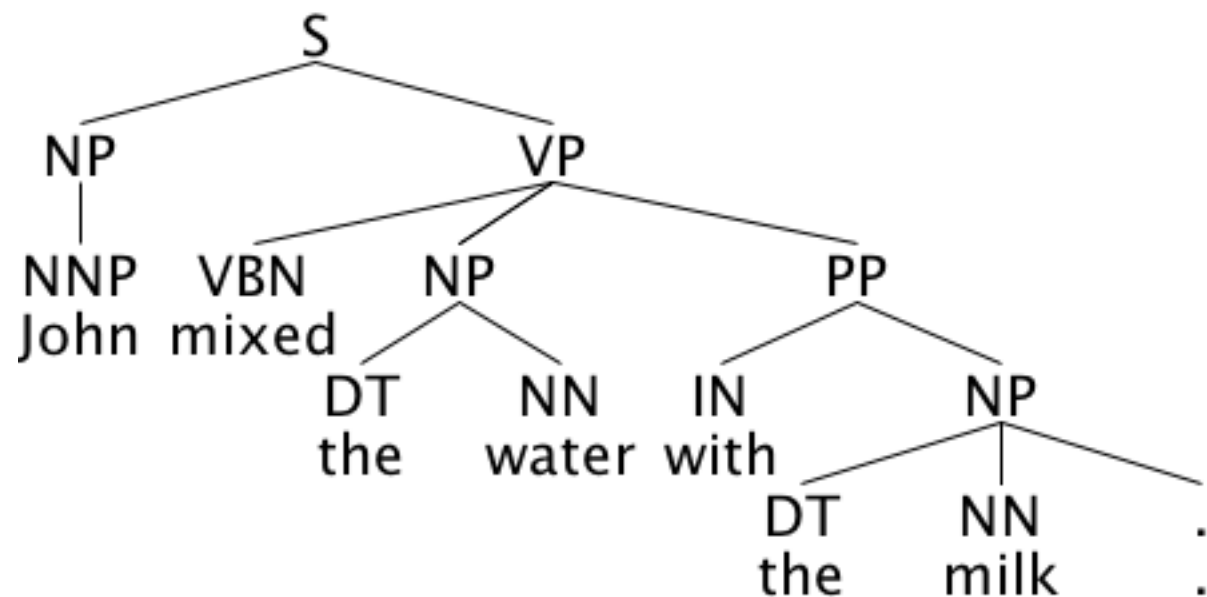 S
NP VP
NNP VBN NP PP
John mixed
DT NN IN NP
the water with
DT NN .
the milk .